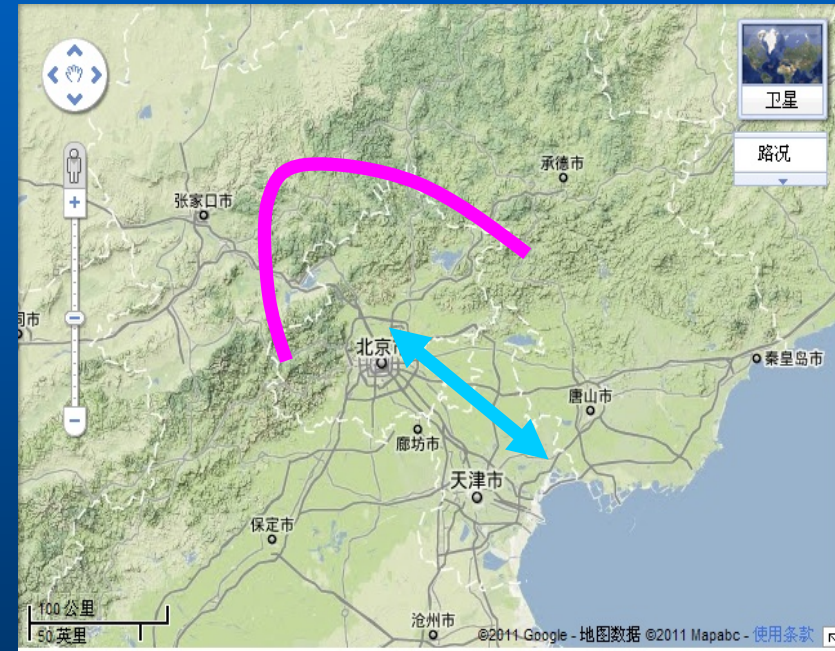 卫星
路况
承德市
张家口市
同市
北京市
秦皇岛市
唐山市
廊坊市
天津市
保定市
沧州市
100 公里
50 英里
©2011 Google - 地图数据 ©2011 Mapabc - 使用条款